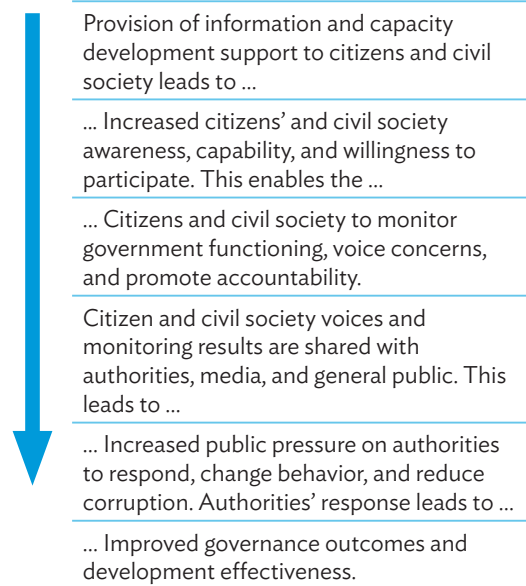 Provision of information and capacity
development support to citizens and civil
society leads to ...
... Increased citizens’ and civil society
awareness, capability, and willingness to
participate. This enables the ...
... Citizens and civil society to monitor
government functioning, voice concerns,
and promote accountability.
Citizen and civil society voices and
monitoring results are shared with
authorities, media, and general public. This
leads to ...
... Increased public pressure on authorities
to respond, change behavior, and reduce
corruption. Authorities’ response leads to ...
... Improved governance outcomes and
development effectiveness.